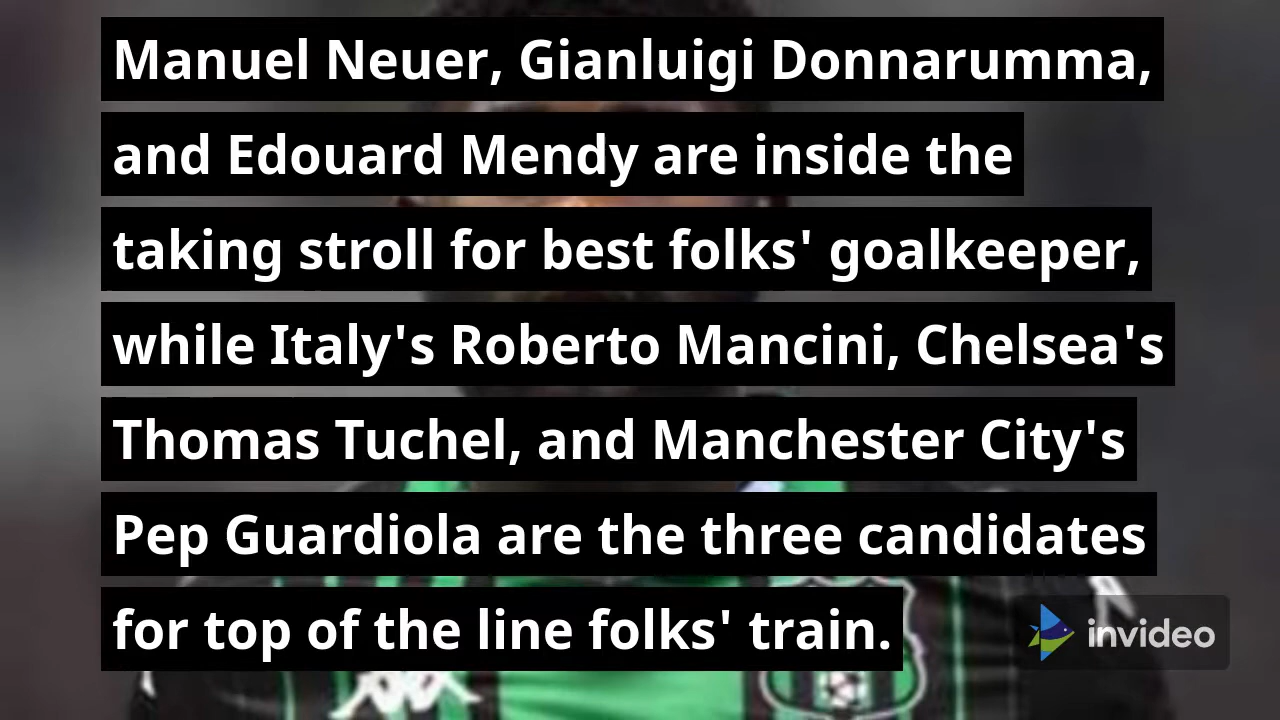 Manuel Neuer, Gianluigi Donnarumma,
and Edouard Mendy are inside the
taking stroll for best folks' goalkeeper,
while Italy's Roberto Mancini, Chelsea's
Thomas Tuchel, and Manchester City's
Pep Guardiola are the three candidates
for top of the line folks' train.
invideo